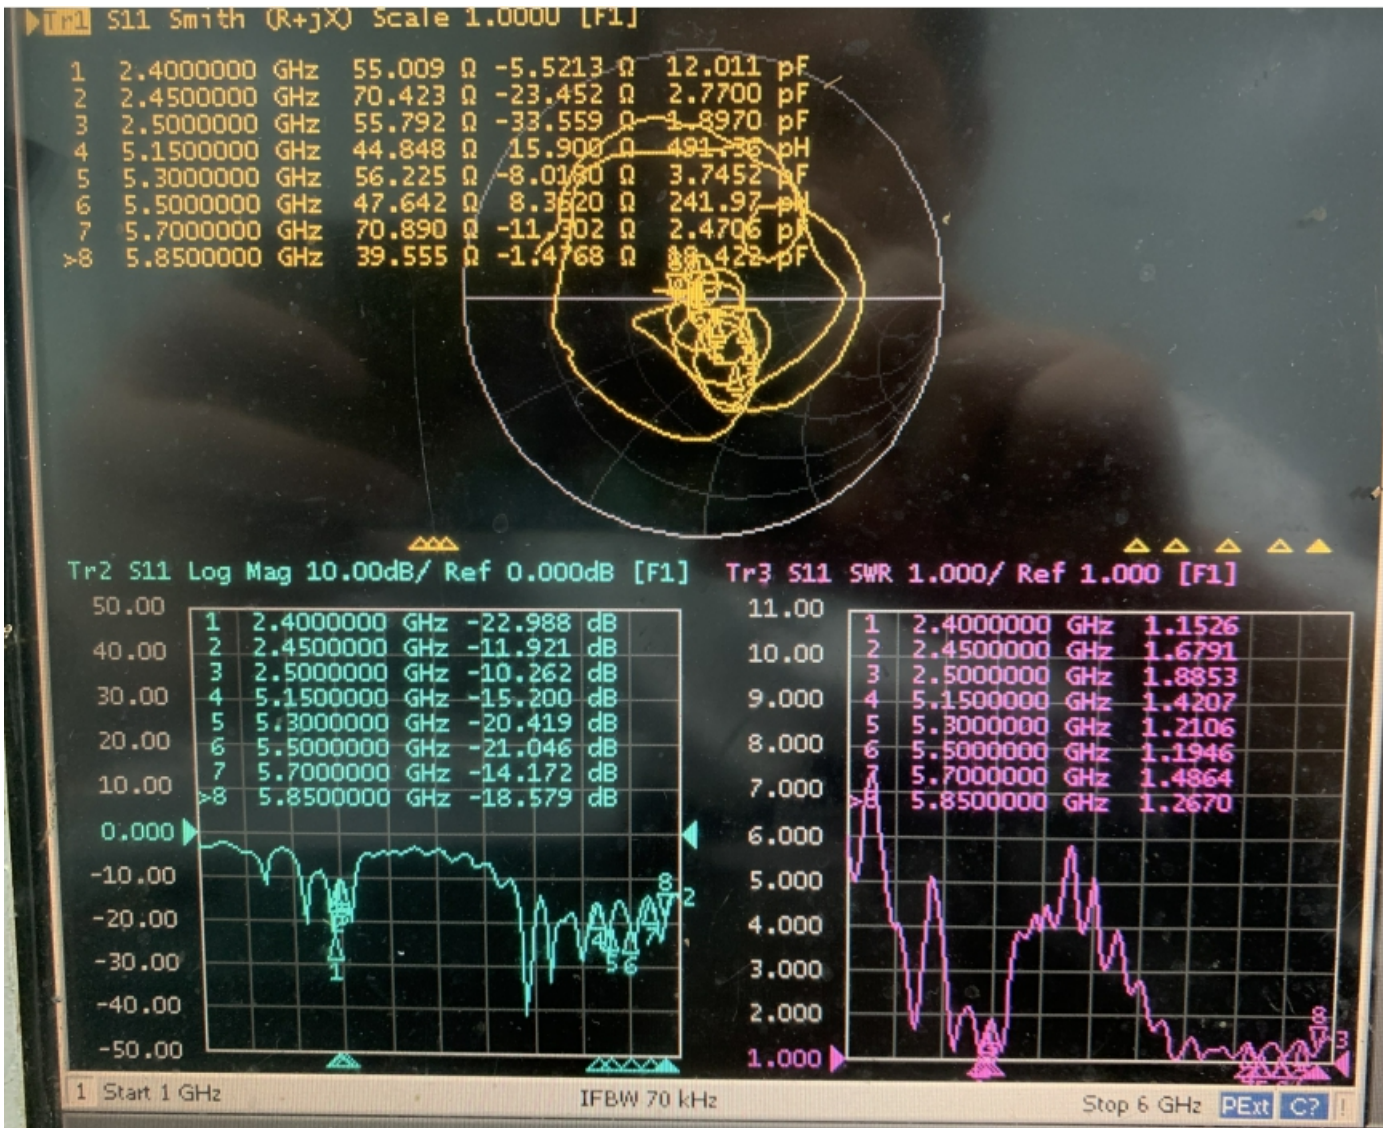 Tr1 S11 Smith (R+jX) Scale 1.000U [F1]
1 2.4000000 GHz 55.009 Ω -5.5213 Ω 12.011 pF
2 2.4500000 GHz 70.423 Ω -23.452 Ω 2.7700 pF
3 2.5000000 GHz 55.792 Ω -33.559 Ω 1.8970 pF
4 5.1500000 GHz 44.848 Ω 15.900 Ω 491.36 pH
5 5.3000000 GHz 56.225 Ω Ω 3.7452 pF
6 5.5000000 GHz 47.642 Ω 8.3620 Ω 241.97 pH
7 5.7000000 GHz 70.890 Ω Ω 2.4706 pF
>8 5.8500000 GHz 39.555 Ω -1.4768 Ω 18.422 pF
Tr2 S11 Log Mag 10.00dB/ Ref 0.000dB [F1]
50.00
40.00
30.00
20.00
10.00
0.000
-10.00
-20.00
-30.00
-40.00
-50.00
1 2.4000000 GHz -22.988 dB
2 2.4500000 GHz -11.921 dB
3 2.5000000 GHz -10.262 dB
4 5.1500000 GHz -15.200 dB
5 5.3000000 GHz -20.419 dB
6 5.5000000 GHz -21.046 dB
7 5.7000000 GHz -14.172 dB
>8 5.8500000 GHz -18.579 dB
1
4
5
6
7
8
2
Tr3 S11 SWR 1.000/ Ref 1.000 [F1]
11.00
10.00
9.000
8.000
7.000
6.000
5.000
4.000
3.000
2.000
1.000
1 2.4000000 GHz 1.1526
2 2.4500000 GHz 1.6791
3 2.5000000 GHz 1.8853
4 5.1500000 GHz 1.4207
5 5.3000000 GHz 1.2106
6 5.5000000 GHz 1.1946
7 5.7000000 GHz 1.4864
>8 5.8500000 GHz 1.2670
8
3
1 Start 1 GHz IFBW 70 kHz Stop 6 GHz PExt C? !